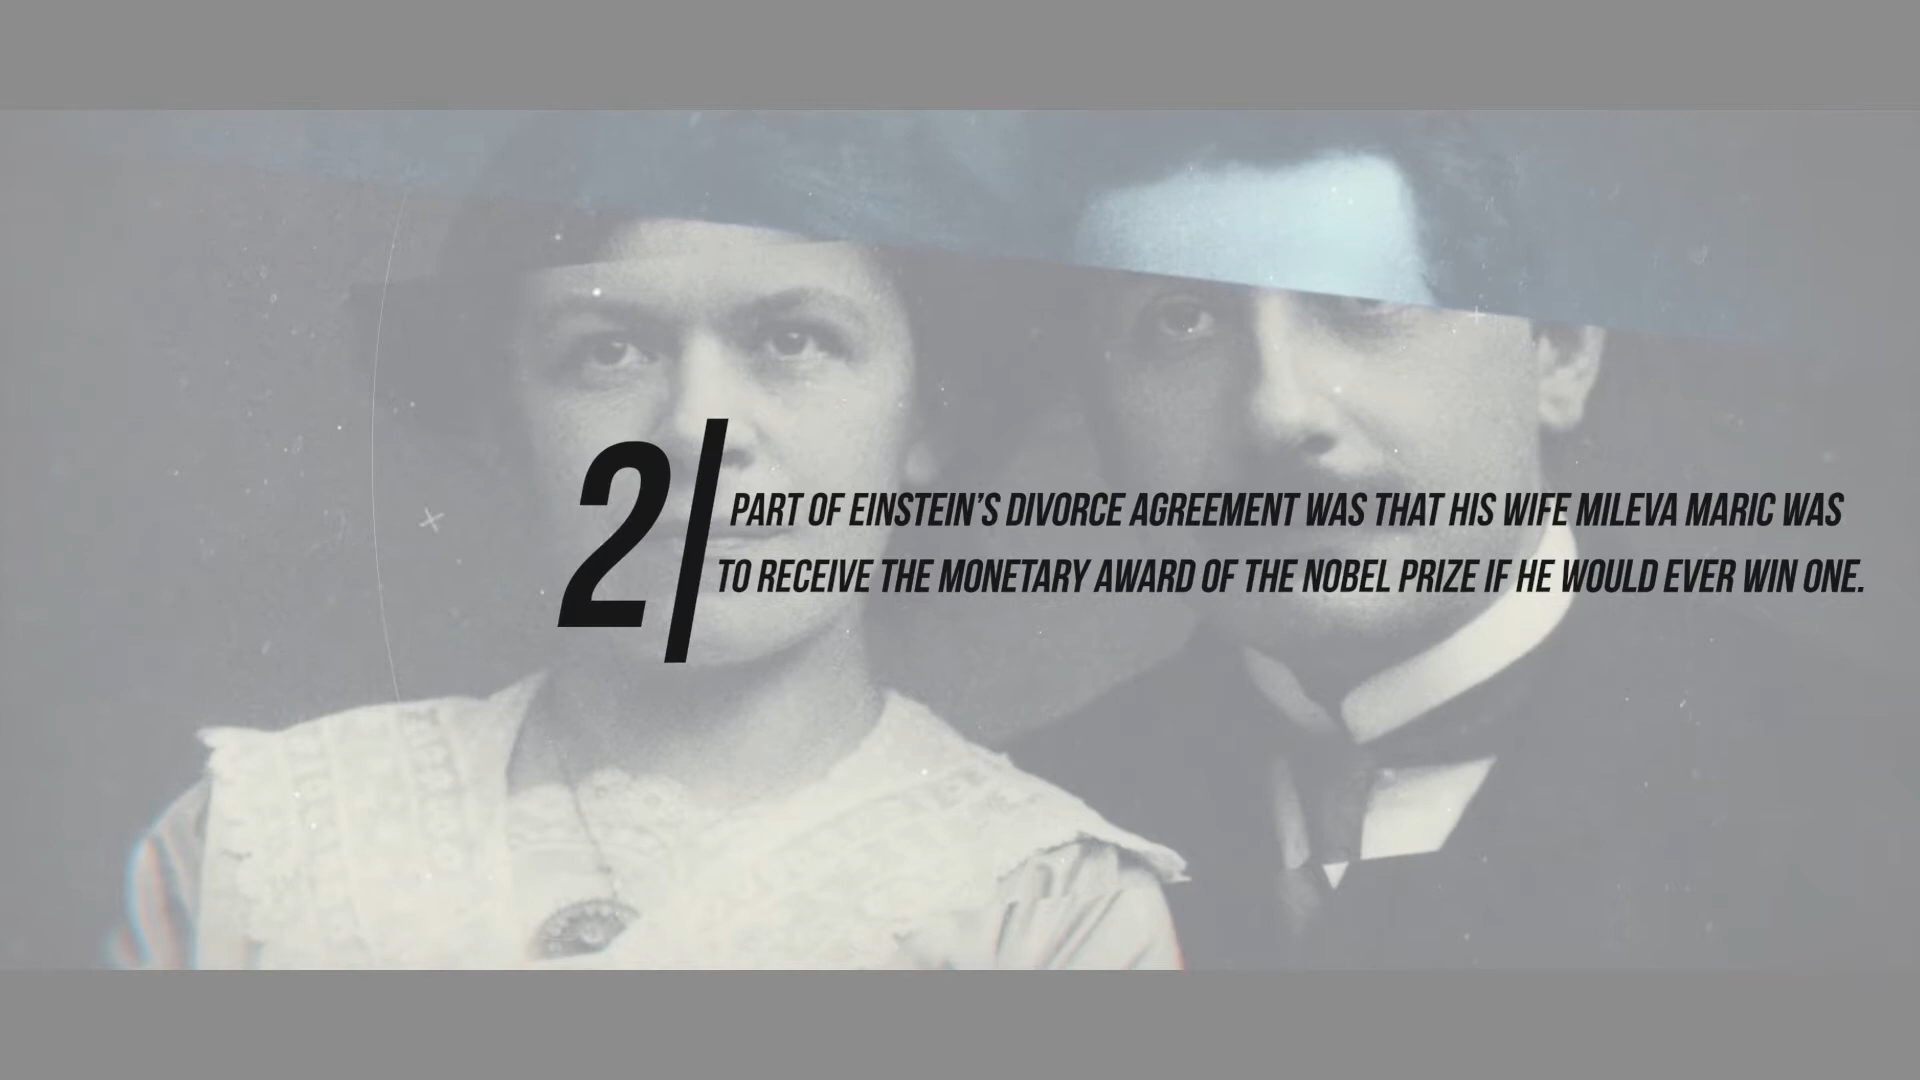 2
PART OF EINSTEIN’S DIVORCE AGREEMENT WAS THAT HIS WIFE MILEVA MARIC WAS
TO RECEIVE THE MONETARY AWARD OF THE NOBEL PRIZE IF HE WOULD EVER WIN ONE.